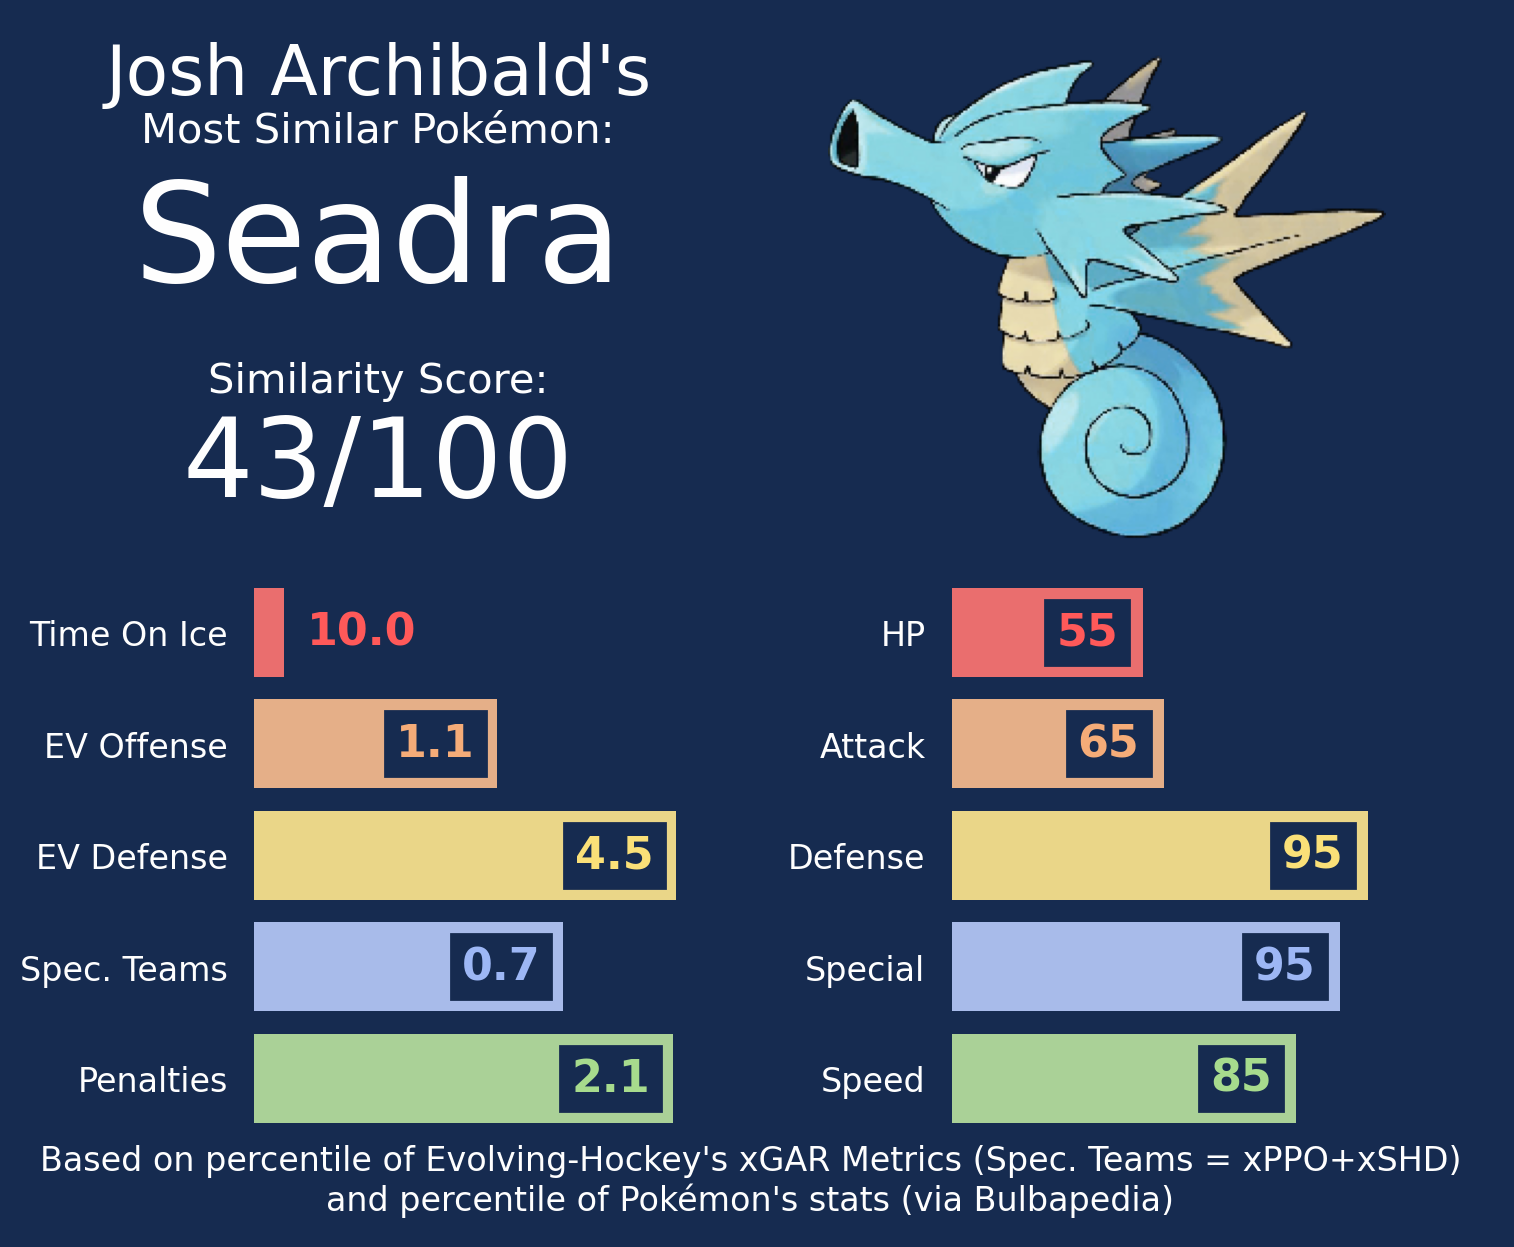 Josh Archibald's
Most Similar Pokémon:
Seadra
Similarity Score:
43/100
Time On Ice 10.0
EV Offense 1.1
EV Defense 4.5
Spec. Teams 0.7
Penalties 2.1
HP 55
Attack 65
Defense 95
Special 95
Speed 85
Based on percentile of Evolving-Hockey's xGAR Metrics (Spec. Teams = xPPO+xSHD)
and percentile of Pokémon's stats (via Bulbapedia)